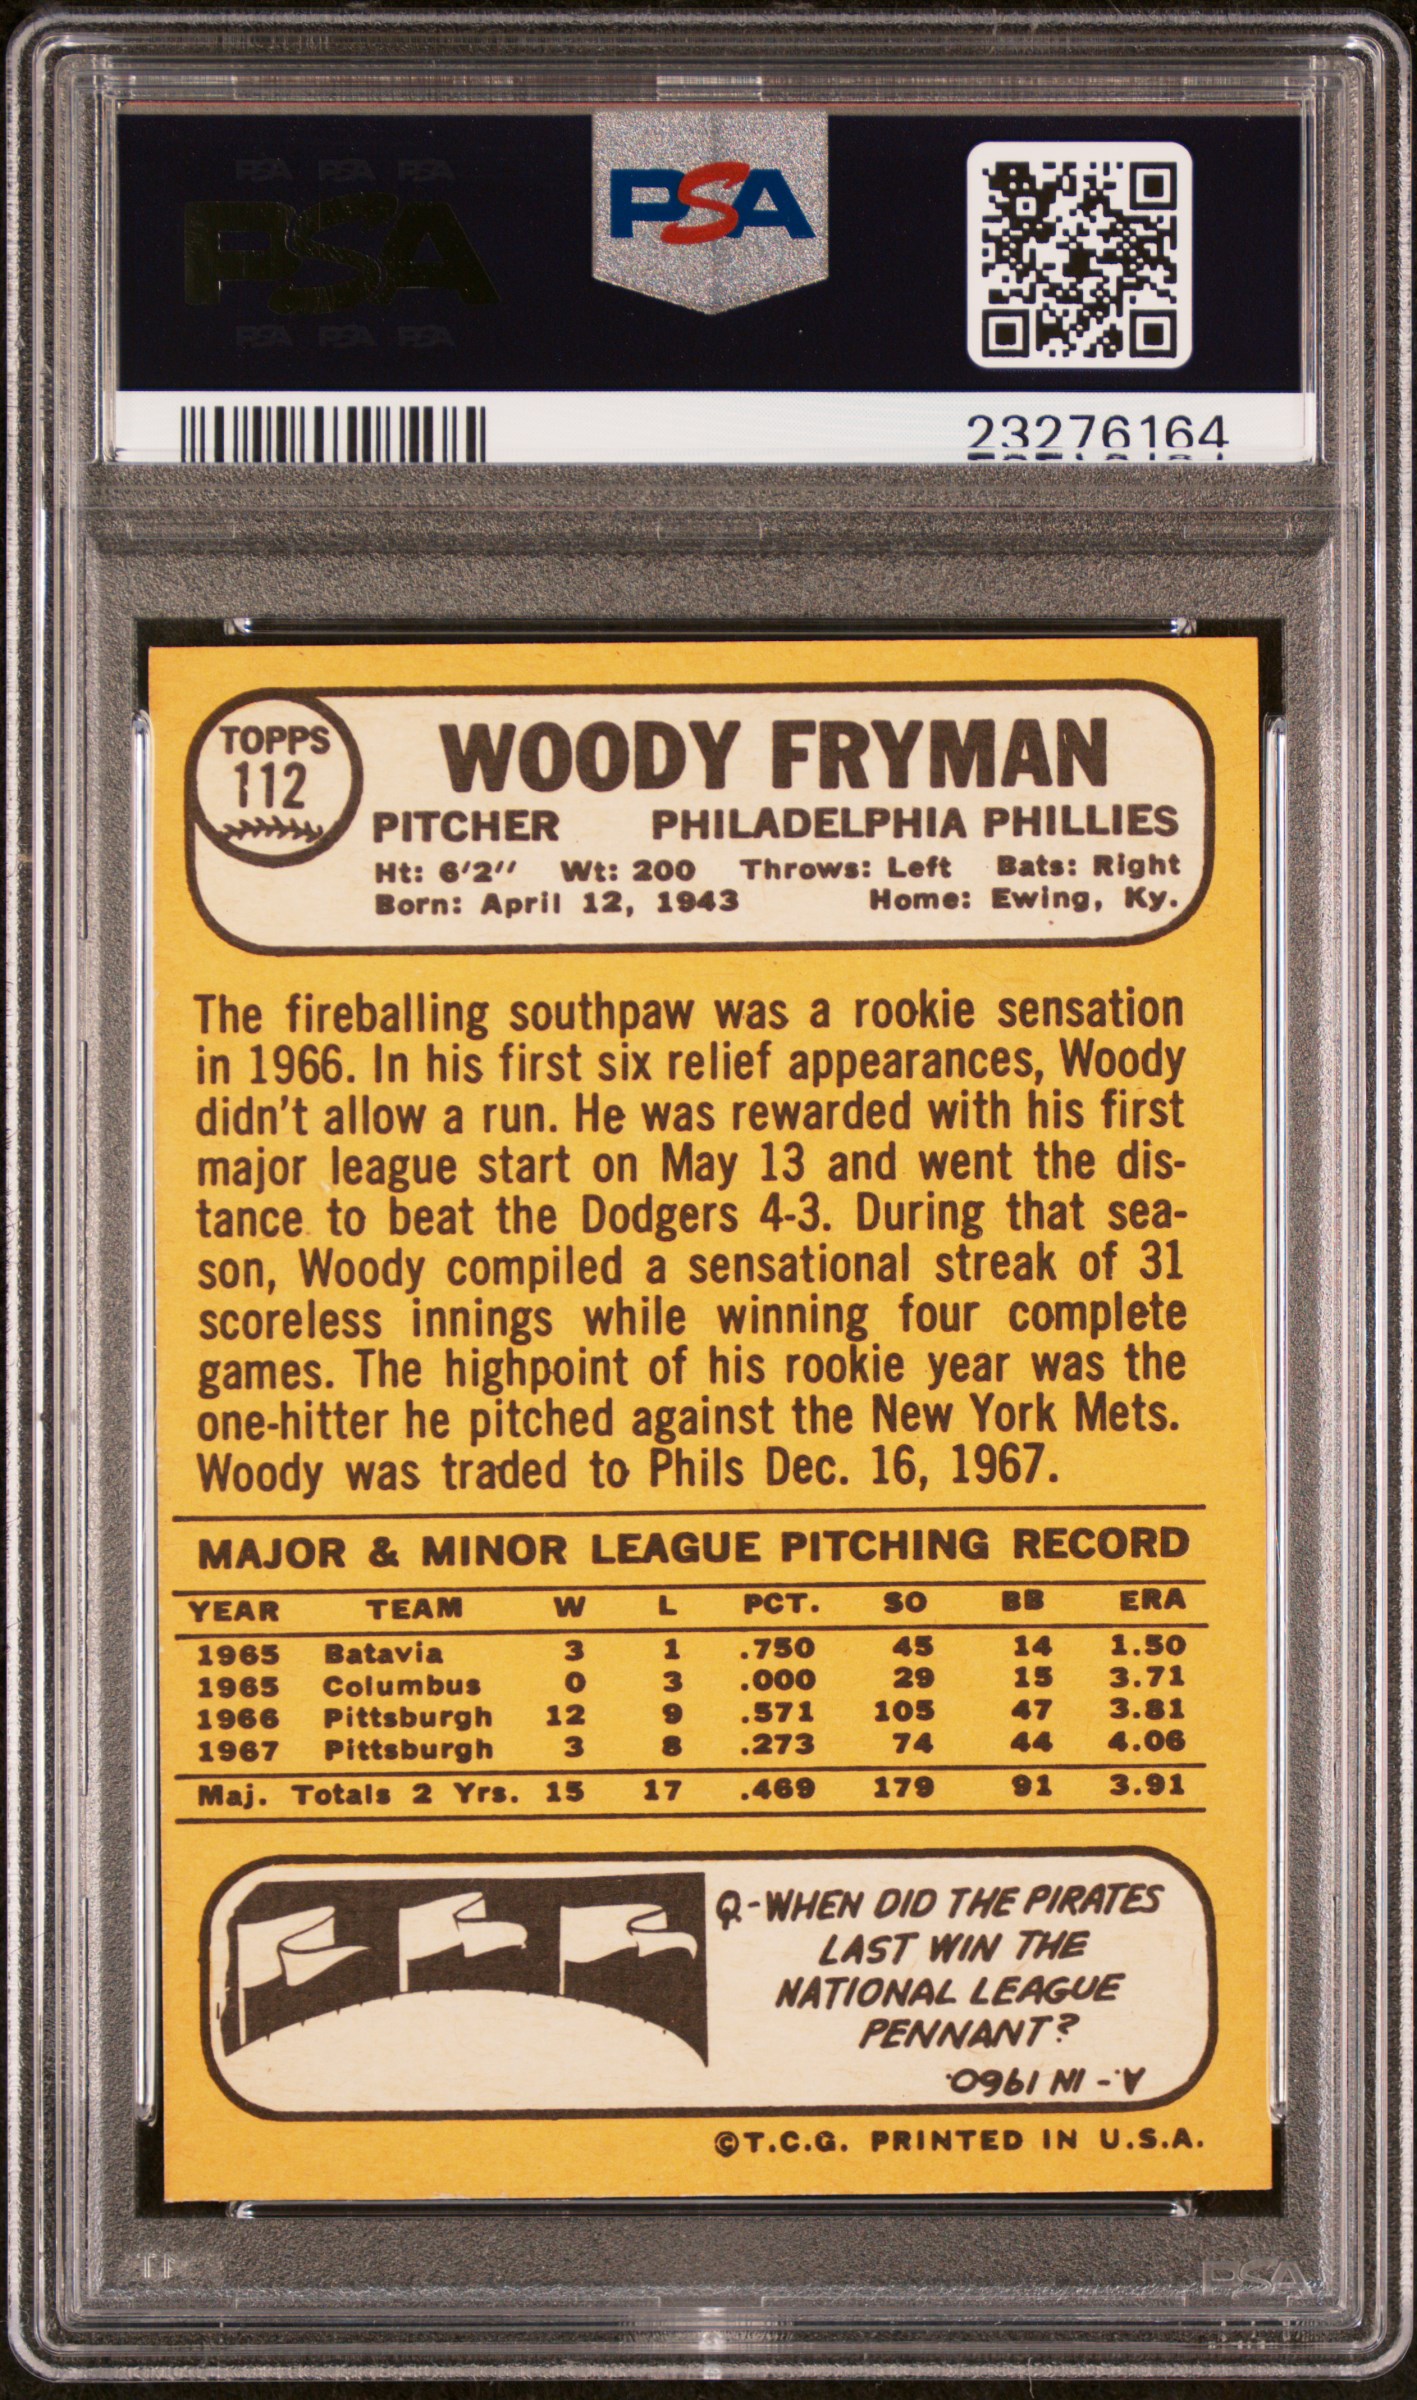 PSA PSA PSA
PSA
PSA PSA PSA
PSA
23276164
TOPPS
112
WOODY FRYMAN
PITCHER PHILADELPHIA PHILLIES
Ht: 6'2" Wt: 200 Throws: Left Bats: Right
Born: April 12, 1943 Home: Ewing, Ky.
The fireballing southpaw was a rookie sensation
in 1966. In his first six relief appearances, Woody
didn't allow a run. He was rewarded with his first
major league start on May 13 and went the dis-
tance to beat the Dodgers 4-3. During that sea-
son, Woody compiled a sensational streak of 31
scoreless innings while winning four complete
games. The highpoint of his rookie year was the
one-hitter he pitched against the New York Mets.
Woody was traded to Phils Dec. 16, 1967.
MAJOR & MINOR LEAGUE PITCHING RECORD
YEAR TEAM W L PCT. SO BB ERA
1965 Batavia 3 1 .750 45 14 1.50
1965 Columbus 0 3 .000 29 15 3.71
1966 Pittsburgh 12 9 .571 105 47 3.81
1967 Pittsburgh 3 8 .273 74 44 4.06
Maj. Totals 2 Yrs. 15 17 .469 179 91 3.91
Q-WHEN DID THE PIRATES
LAST WIN THE
NATIONAL LEAGUE
PENNANT?
A.- IN 1960.
©T.C.G. PRINTED IN U.S.A.
PSA